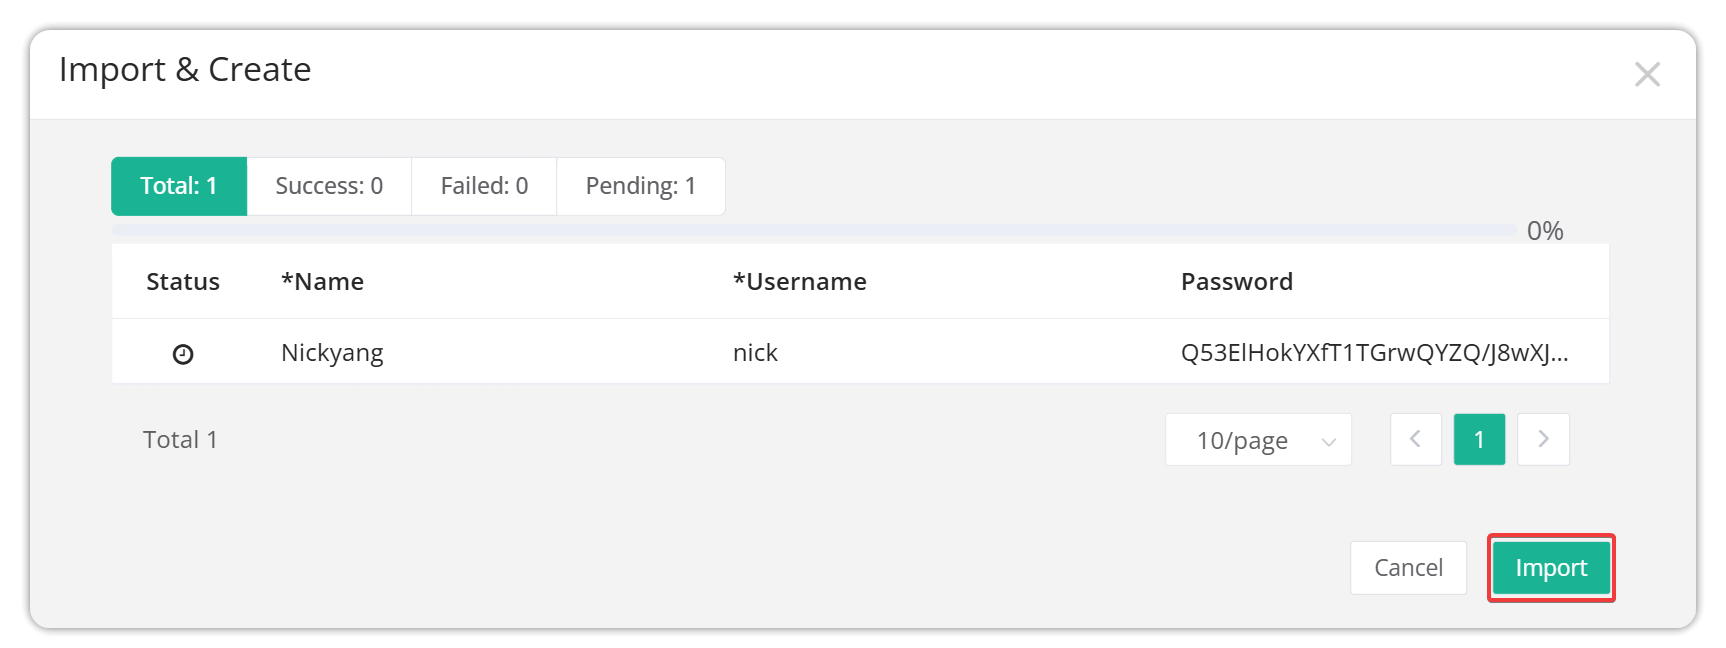 Import & Create
Total: 1 Success: 0 Failed: 0 Pending: 1
0%
Status *Name *Username Password
Nickyang nick Q53ElHokYXfT1TGrwQYZQ/J8wXJ...
Total 1 10/page 1
Cancel Import